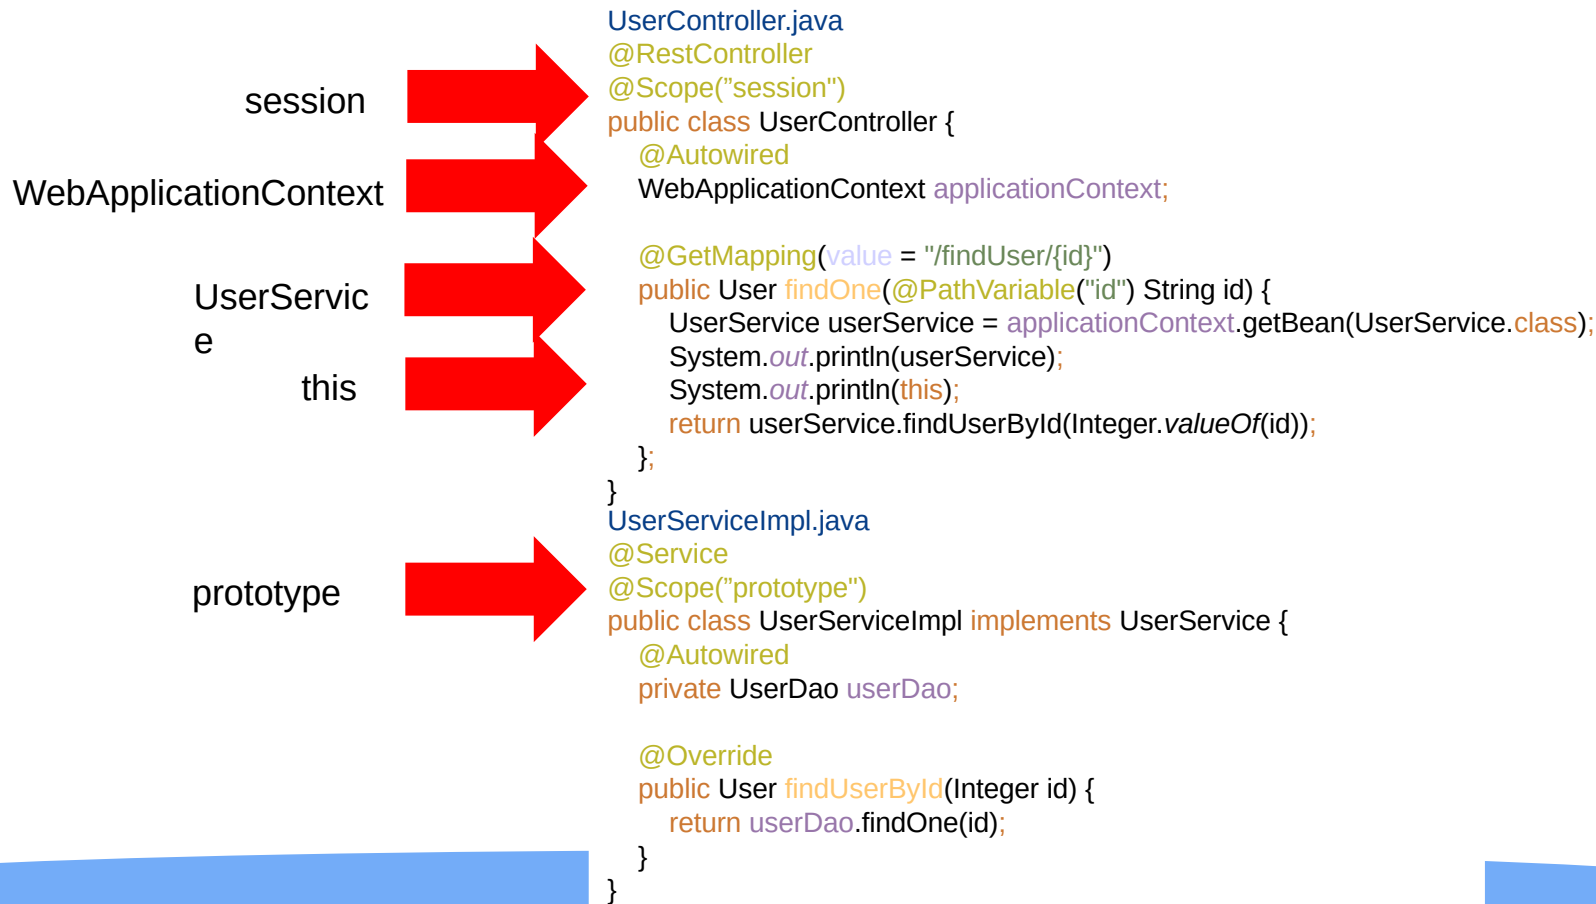 session
WebApplicationContext
UserServic
e
this
prototype
UserController.java
@RestController
@Scope(”session")
public class UserController {
@Autowired
WebApplicationContext applicationContext;
@GetMapping(value = "/findUser/{id}")
public User findOne(@PathVariable("id") String id) {
UserService userService = applicationContext.getBean(UserService.class);
System.out.println(userService);
System.out.println(this);
return userService.findUserById(Integer.valueOf(id));
};
}
UserServiceImpl.java
@Service
@Scope(”prototype")
public class UserServiceImpl implements UserService {
@Autowired
private UserDao userDao;
@Override
public User findUserById(Integer id) {
return userDao.findOne(id);
}
}